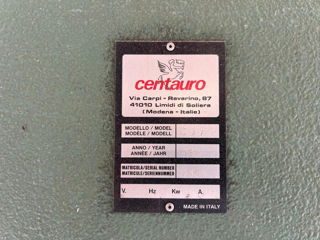 centauro
Via Carpi - Ravarino, 87
41010 Limidi di Soliera
(Modena - Italie)
MODELLO / MODEL
MODÈLE / MODELL
ANNO / YEAR
ANNÉE / JAHR
MATRICOLA/SERIAL NUMBER
MATRICULE/SERIENNUMMER
V. Hz Kw A.
MADE IN ITALY